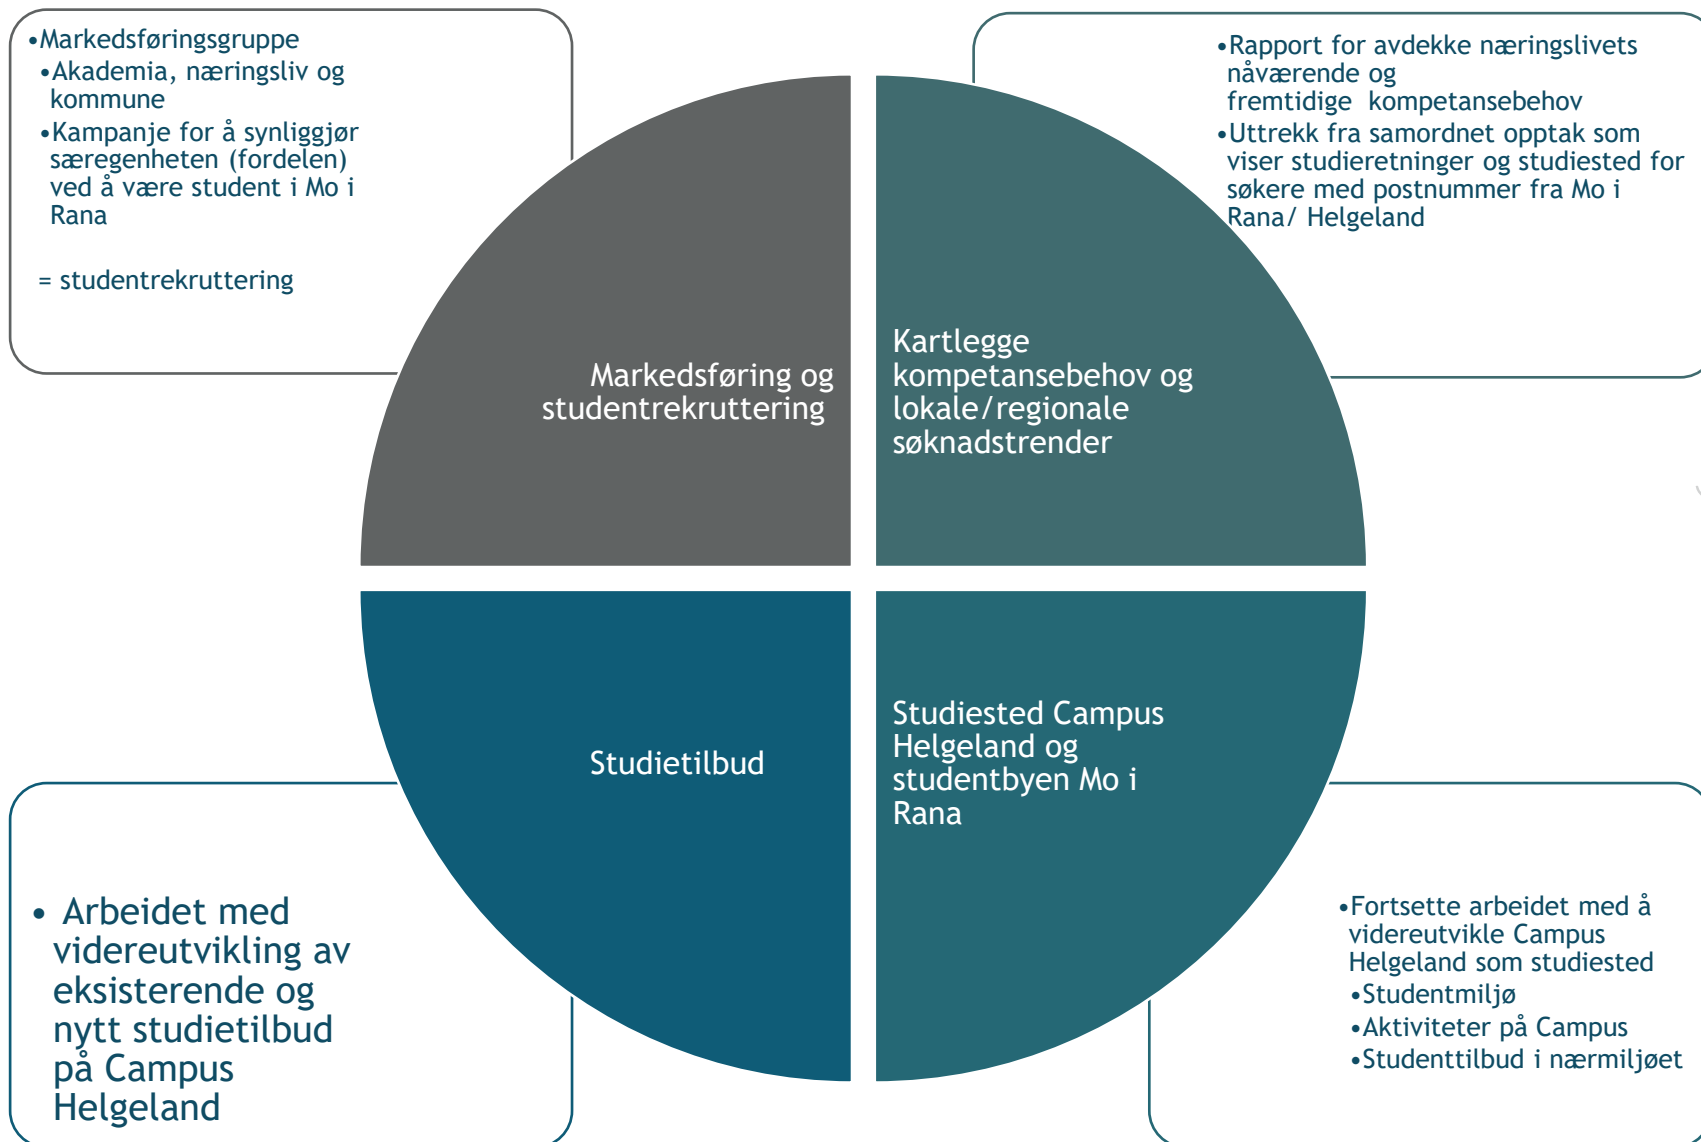 •Markedsføringsgruppe
•Akademia, næringsliv og
kommune
•Kampanje for å synliggjør
særegenheten (fordelen)
ved å være student i Mo i
Rana
= studentrekruttering
•Rapport for avdekke næringslivets
nåværende og
fremtidige  kompetansebehov
•Uttrekk fra samordnet opptak som
viser studieretninger og studiested for
søkere med postnummer fra Mo i
Rana/ Helgeland
Markedsføring og
studentrekruttering
Kartlegge
kompetansebehov og
lokale/regionale
søknadstrender
Studietilbud
Studiested Campus
Helgeland og
studentbyen Mo i
Rana
• Arbeidet med
videreutvikling av
eksisterende og
nytt studietilbud
på Campus
Helgeland
•Fortsette arbeidet med å
videreutvikle Campus
Helgeland som studiested
•Studentmiljø
•Aktiviteter på Campus
•Studenttilbud i nærmiljøet